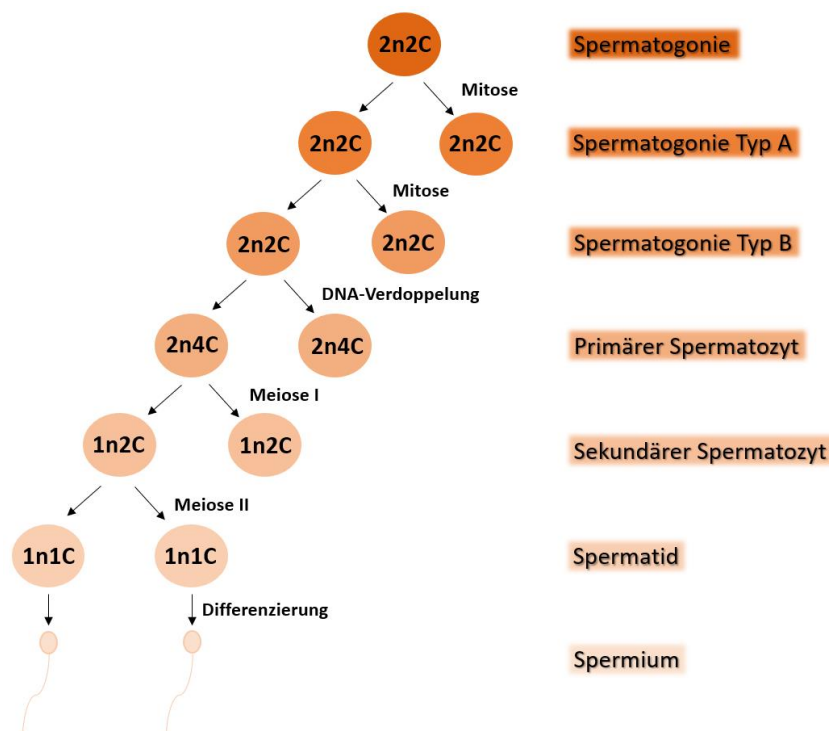 2n2C
Spermatogonie
Mitose
2n2C
2n2C
Spermatogonie Typ A
Mitose
2n2C
2n2C
Spermatogonie Typ B
DNA-Verdoppelung
2n4C
2n4C
Primärer Spermatozyt
Meiose I
1n2C
1n2C
Sekundärer Spermatozyt
Meiose II
1n1C
1n1C
Spermatid
Differenzierung
Spermium